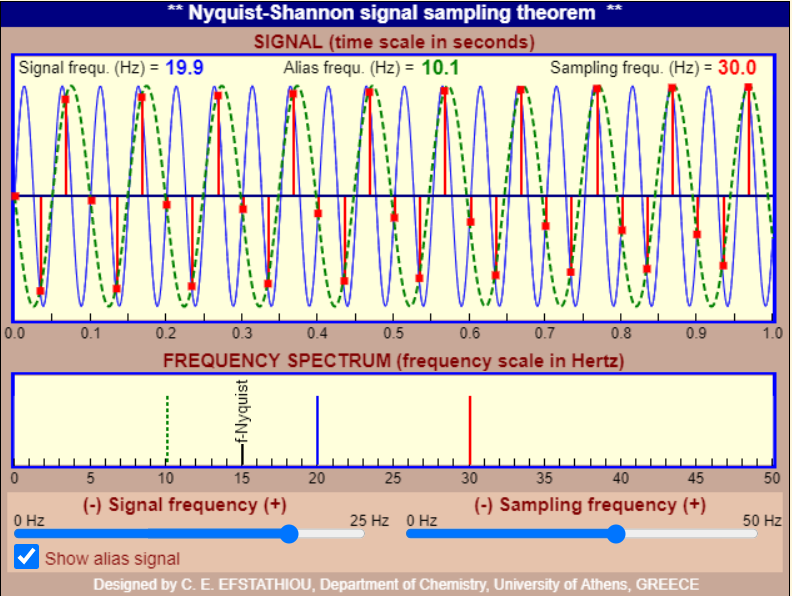 ** Nyquist-Shannon signal sampling theorem **
SIGNAL (time scale in seconds)
Signal frequ. (Hz) = 19.9 Alias frequ. (Hz) = 10.1 Sampling frequ. (Hz) = 30.0
0.0 0.1 0.2 0.3 0.4 0.5 0.6 0.7 0.8 0.9 1.0
FREQUENCY SPECTRUM (frequency scale in Hertz)
f-Nyquist
0 5 10 15 20 25 30 35 40 45 50
(-) Signal frequency (+) (-) Sampling frequency (+)
0 Hz 25 Hz 0 Hz 50 Hz
Show alias signal
Designed by C. E. EFSTATHIOU, Department of Chemistry, University of Athens, GREECE